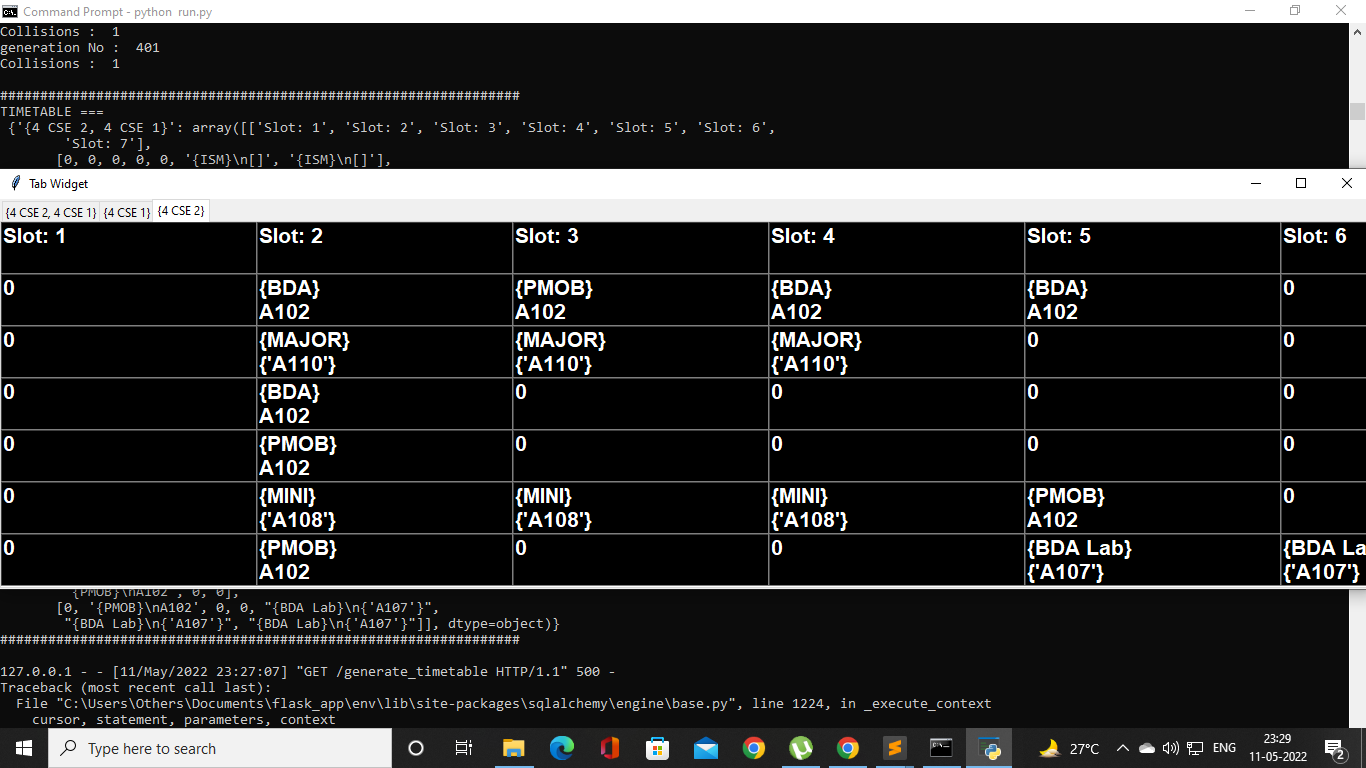 Command Prompt - python  run.py
Collisions :  1
generation No :  401
Collisions :  1
#################################################################
TIMETABLE ===
{'{4 CSE 2, 4 CSE 1}': array([['Slot: 1', 'Slot: 2', 'Slot: 3', 'Slot: 4', 'Slot: 5', 'Slot: 6',
'Slot: 7'],
[0, 0, 0, 0, 0, '{ISM}\n[]', '{ISM}\n[]'],
Tab Widget
{4 CSE 2, 4 CSE 1} {4 CSE 1} {4 CSE 2}
Slot: 1 Slot: 2 Slot: 3 Slot: 4 Slot: 5 Slot: 6
0 {BDA} {PMOB} {BDA} {BDA} 0
A102 A102 A102 A102
0 {MAJOR} {MAJOR} {MAJOR} 0 0
{'A110'} {'A110'} {'A110'}
0 {BDA} 0 0 0 0
A102
0 {PMOB} 0 0 0 0
A102
0 {MINI} {MINI} {MINI} {PMOB} 0
{'A108'} {'A108'} {'A108'} A102
0 {PMOB} 0 0 {BDA Lab} {BDA La
A102 {'A107'} {'A107'}
'{PMOB}\nA102', 0, 0],
[0, '{PMOB}\nA102', 0, 0, "{BDA Lab}\n{'A107'}",
"{BDA Lab}\n{'A107'}", "{BDA Lab}\n{'A107'}"]], dtype=object)}
#################################################################
127.0.0.1 - - [11/May/2022 23:27:07] "GET /generate_timetable HTTP/1.1" 500 -
Traceback (most recent call last):
File "C:\Users\Others\Documents\flask_app\env\lib\site-packages\sqlalchemy\engine\base.py", line 1224, in _execute_context
cursor, statement, parameters, context
Type here to search
27°C
ENG
23:29
11-05-2022
2